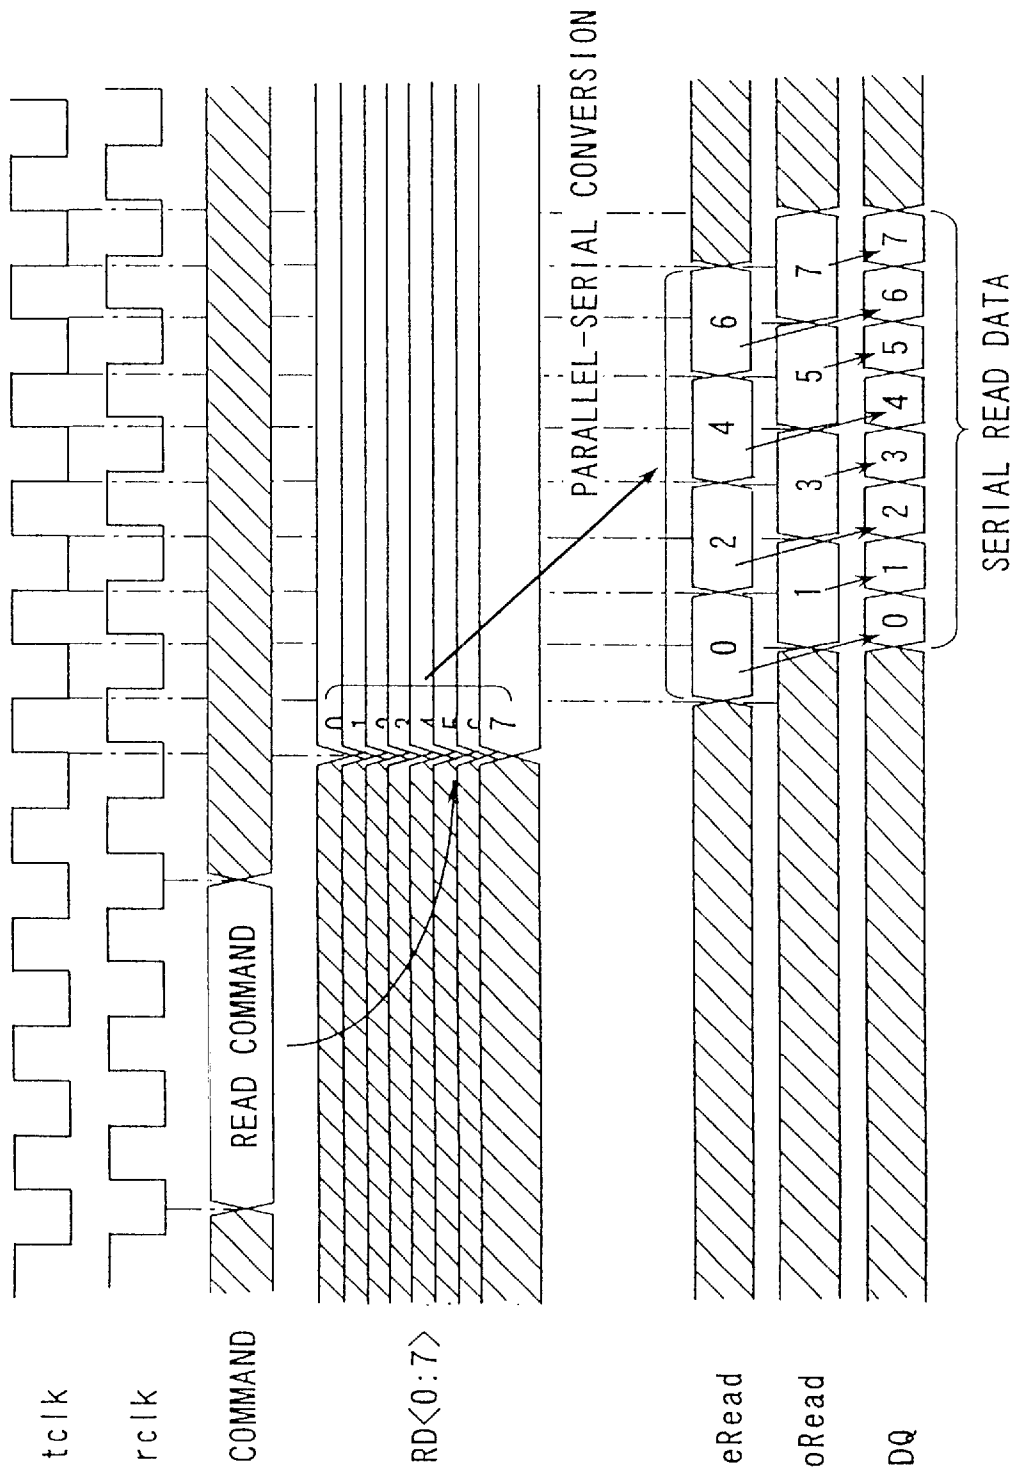 tclk
rclk
COMMAND
READ COMMAND
RD<0:7>
0
1
2
3
4
5
6
7
PARALLEL-SERIAL CONVERSION
eRead
0 2 4 6
oRead
1 3 5 7
DQ
0 1 2 3 4 5 6 7
SERIAL READ DATA